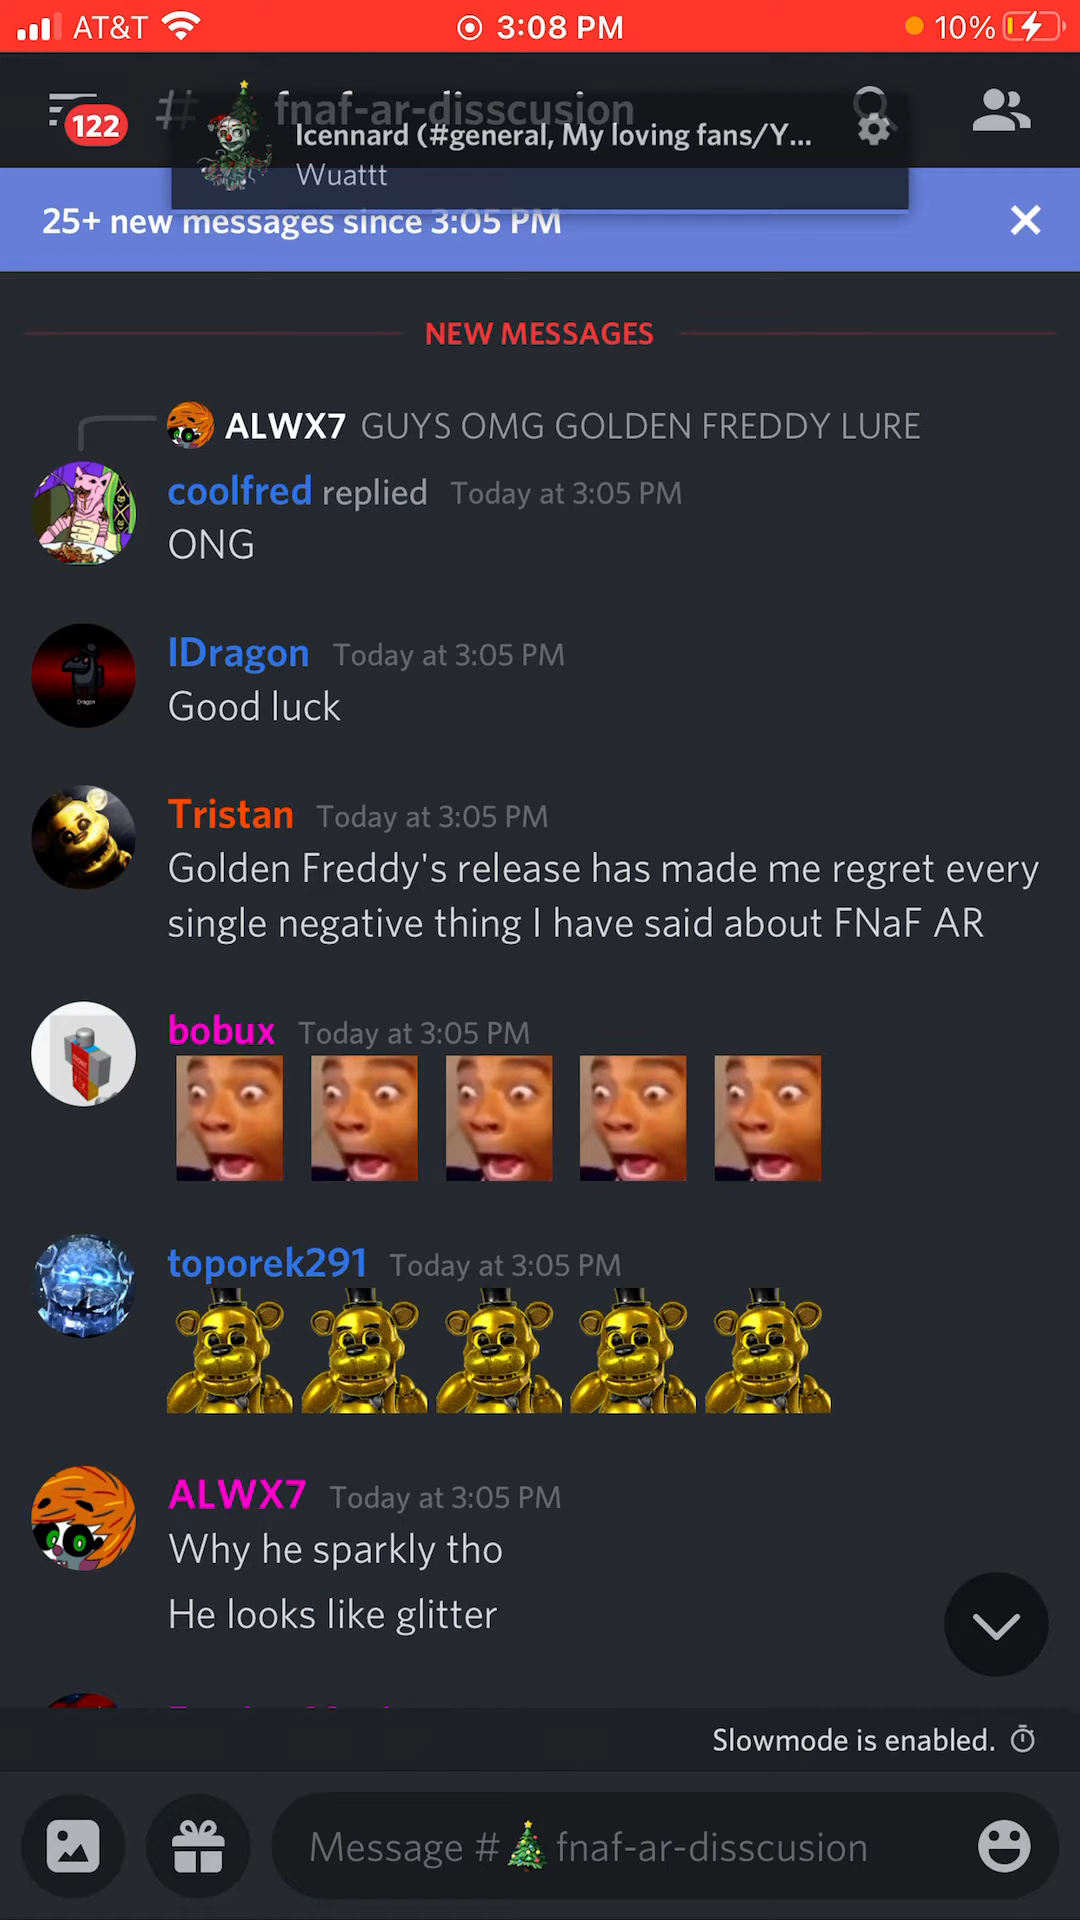 AT&T 3:08 PM 10%
122 # fnaf-ar-disscusion
Icennard (#general, My loving fans/Y...
Wuattt
25+ new messages since 3:05 PM
NEW MESSAGES
ALWX7 GUYS OMG GOLDEN FREDDY LURE
coolfred replied Today at 3:05 PM
ONG
IDragon Today at 3:05 PM
Good luck
Tristan Today at 3:05 PM
Golden Freddy's release has made me regret every
single negative thing I have said about FNaF AR
bobux Today at 3:05 PM
toporek291 Today at 3:05 PM
ALWX7 Today at 3:05 PM
Why he sparkly tho
He looks like glitter
Slowmode is enabled.
Message #🎄fnaf-ar-disscusion